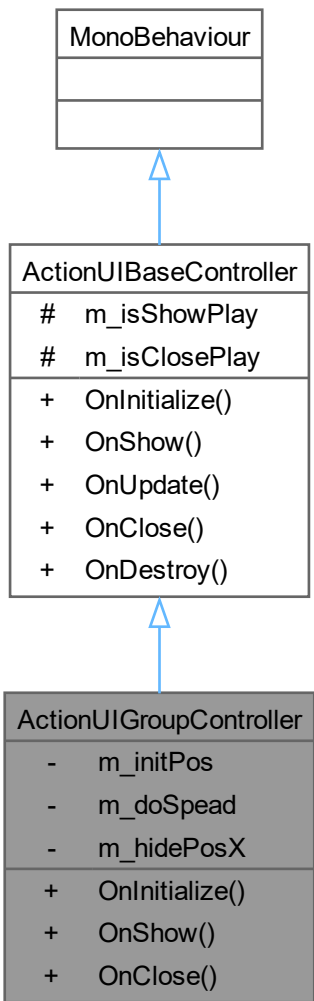 MonoBehaviour
ActionUIBaseController
# m_isShowPlay
# m_isClosePlay
+ OnInitialize()
+ OnShow()
+ OnUpdate()
+ OnClose()
+ OnDestroy()
ActionUIGroupController
- m_initPos
- m_doSpead
- m_hidePosX
+ OnInitialize()
+ OnShow()
+ OnClose()